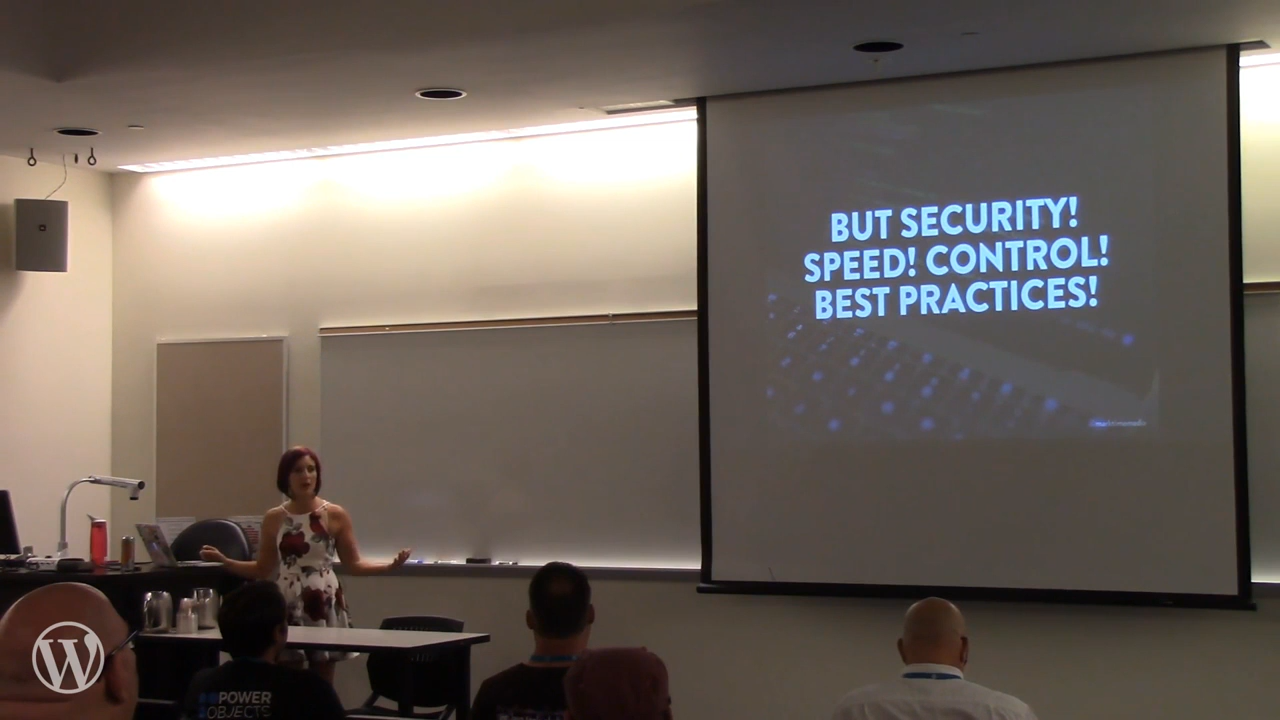 BUT SECURITY!
SPEED! CONTROL!
BEST PRACTICES!
POWER
OBJECTS